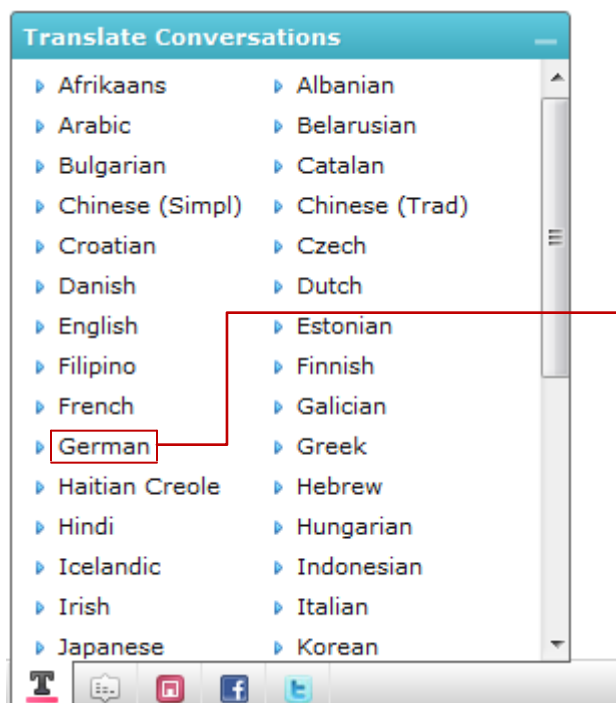 Translate Conversations
Afrikaans Albanian
Arabic Belarusian
Bulgarian Catalan
Chinese (Simpl) Chinese (Trad)
Croatian Czech
Danish Dutch
English Estonian
Filipino Finnish
French Galician
German Greek
Haitian Creole Hebrew
Hindi Hungarian
Icelandic Indonesian
Irish Italian
Japanese Korean
T